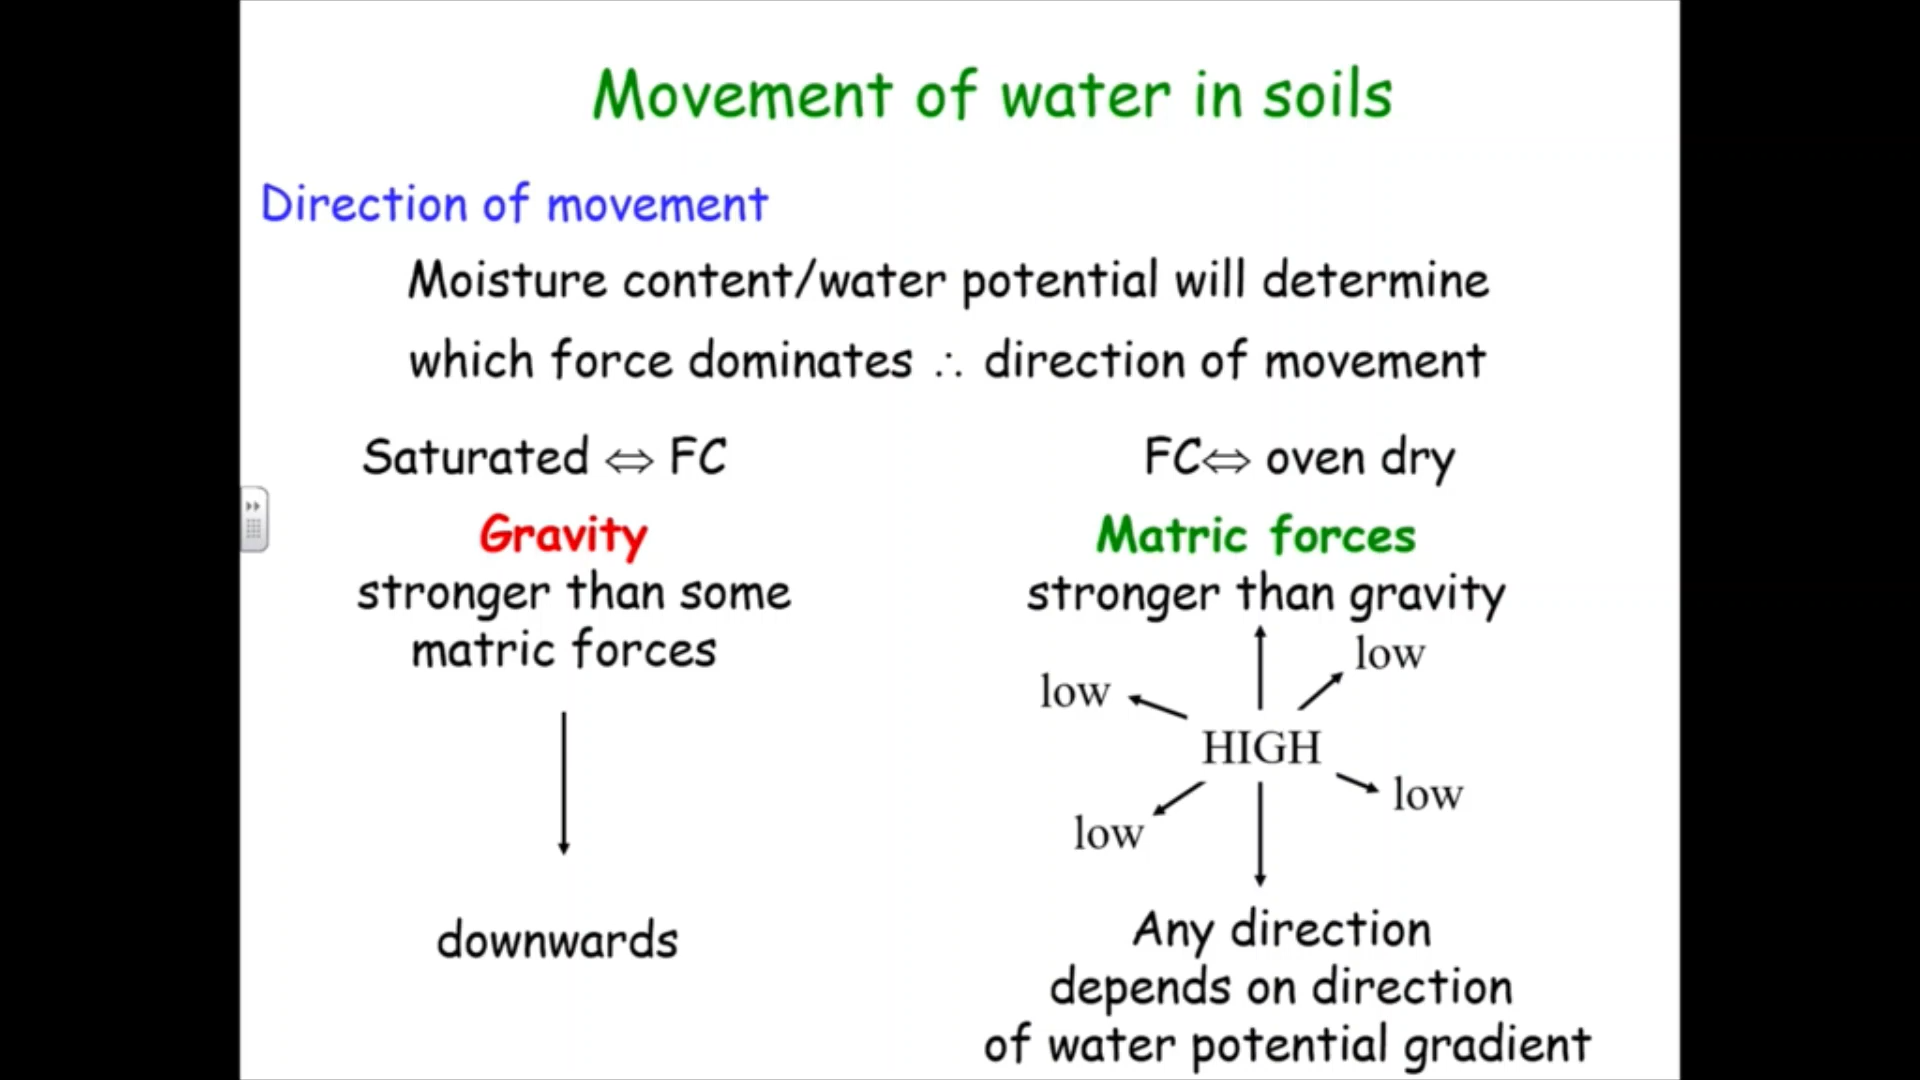 Movement of water in soils
Direction of movement
Moisture content/water potential will determine
which force dominates ∴ direction of movement
Saturated ⇔ FC
Gravity
stronger than some
matric forces
downwards
FC⇔ oven dry
Matric forces
stronger than gravity
low
low
HIGH
low
low
Any direction
depends on direction
of water potential gradient